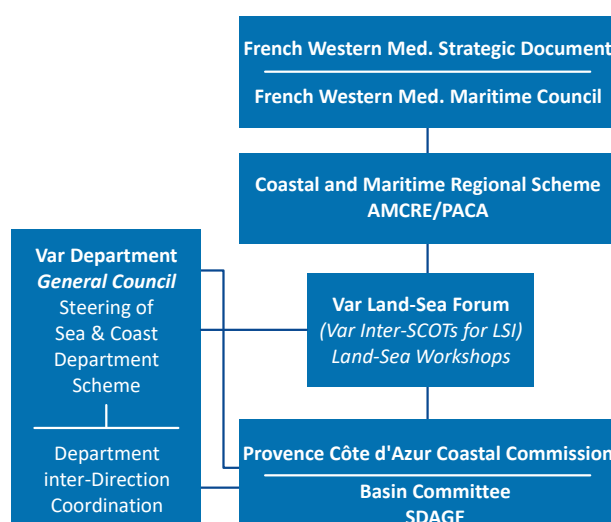 French Western Med. Strategic Document
French Western Med. Maritime Council
Coastal and Maritime Regional Scheme
AMCRE/PACA
Var Department
General Council
Steering of
Sea & Coast
Department
Scheme
Department
inter-Direction
Coordination
Var Land-Sea Forum
(Var Inter-SCOTs for LSI)
Land-Sea Workshops
Provence Côte d'Azur Coastal Commission
Basin Committee
SDAGE